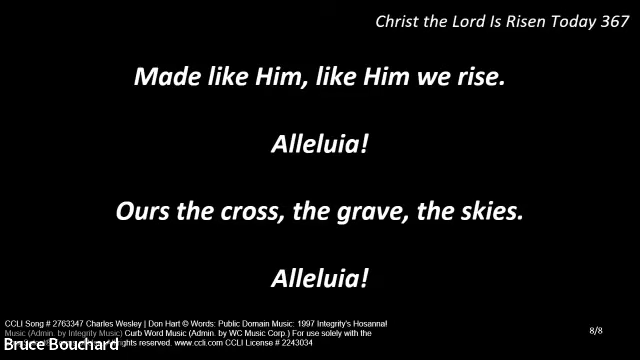 Christ the Lord Is Risen Today 367
Made like Him, like Him we rise.
Alleluia!
Ours the cross, the grave, the skies.
Alleluia!
CCLI Song # 2763347 Charles Wesley | Don Hart © Words: Public Domain Music: 1997 Integrity's Hosanna!
Music (Admin. by Integrity Music) Curb Word Music (Admin. by WC Music Corp.) For use solely with the
rights reserved. www.ccli.com CCLI License # 2243034
8/8
Bruce Bouchard